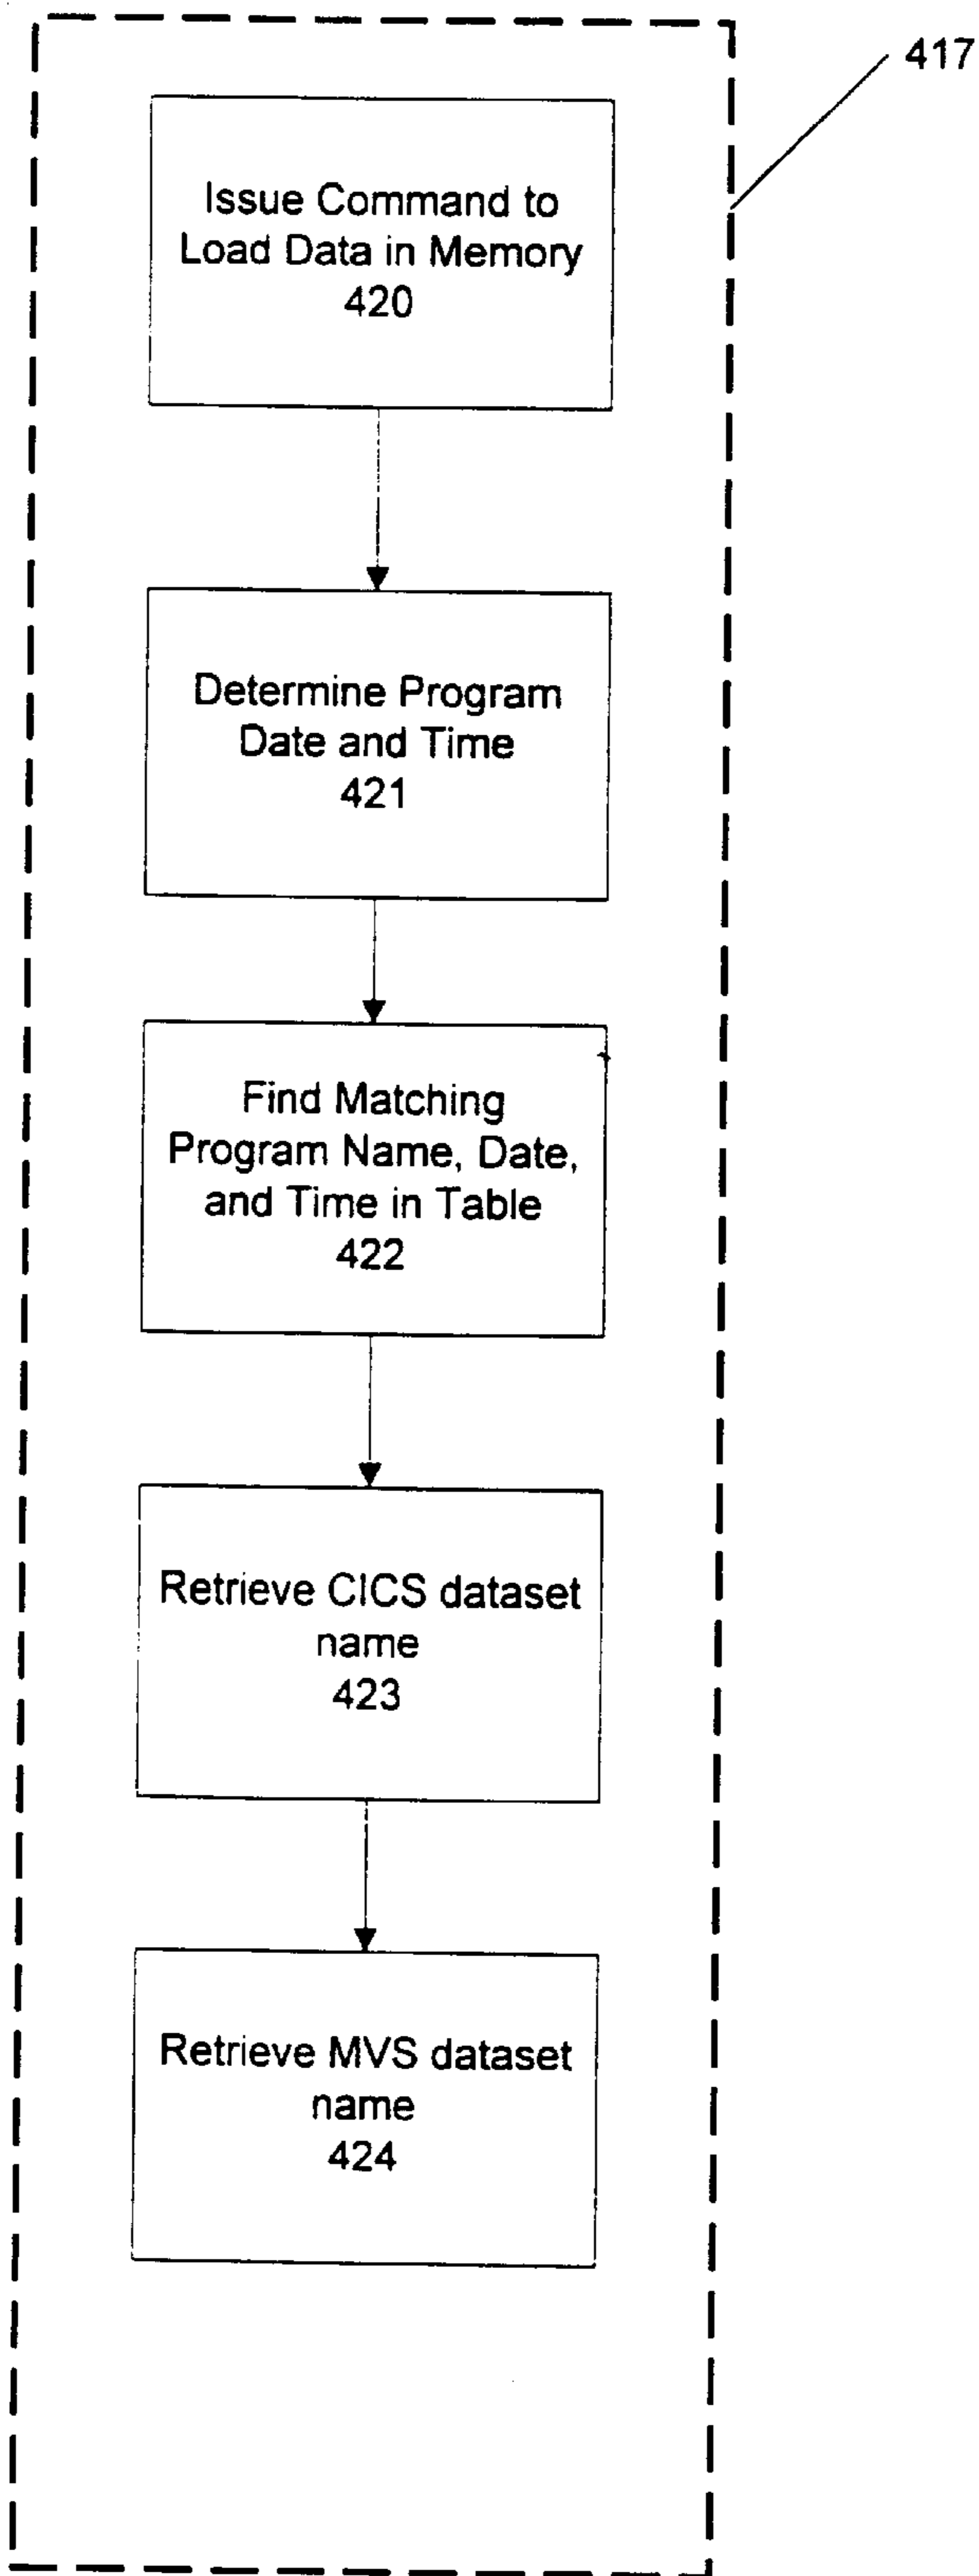 417
Issue Command to
Load Data in Memory
420
Determine Program
Date and Time
421
Find Matching
Program Name, Date,
and Time in Table
422
Retrieve CICS dataset
name
423
Retrieve MVS dataset
name
424